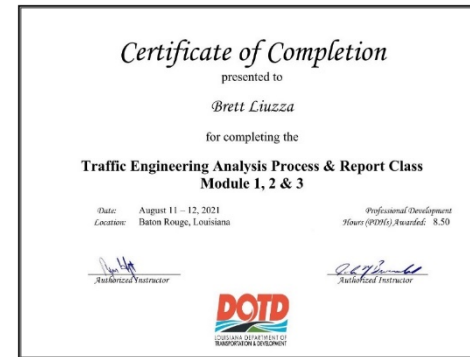 Certificate of Completion
presented to
Brett Liuzza
for completing the
Traffic Engineering Analysis Process & Report Class
Module 1, 2 & 3
Date: August 11 – 12, 2021
Location: Baton Rouge, Louisiana
Professional Development
Hours (PDHs) Awarded: 8.50
Authorized Instructor
Authorized Instructor
DOTD
LOUISIANA DEPARTMENT OF
TRANSPORTATION & DEVELOPMENT